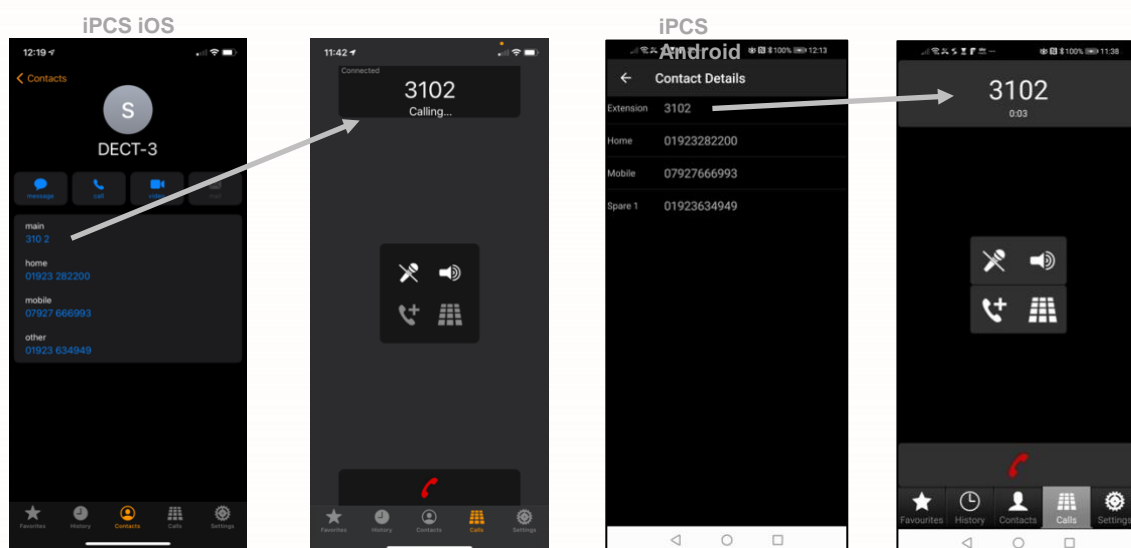 iPCS iOS
12:19
Contacts
S
DECT-3
message
call
video
mail
main
310 2
home
01923 282200
mobile
07927 666993
other
01923 634949
Favorites
History
Contacts
Calls
Settings
11:42
Connected
3102
Calling...
Favorites
History
Contacts
Calls
Settings
iPCS
Android
100%
12:13
Contact Details
Extension 3102
Home 01923282200
Mobile 07927666993
Spare 1 01923634949
100%
11:38
3102
0:03
Favourites
History
Contacts
Calls
Settings